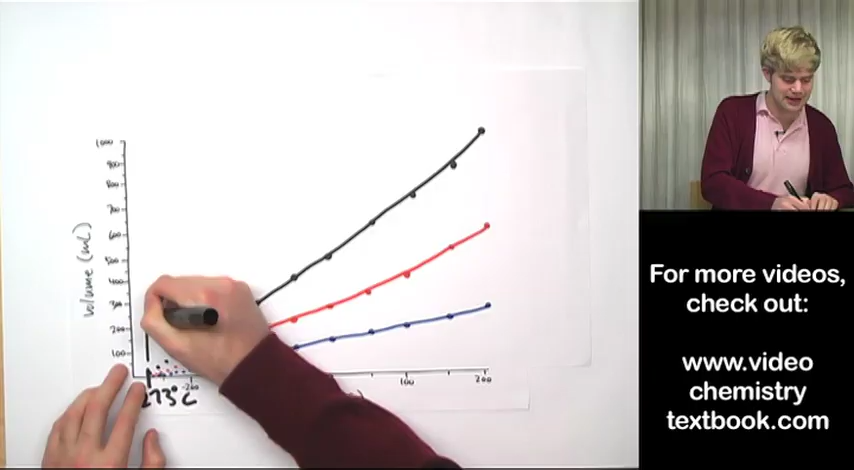 1000
900
800
700
600
500
400
300
200
100
volume (mL)
-200
100
200
273°C
For more videos,
check out:
www.video
chemistry
textbook.com